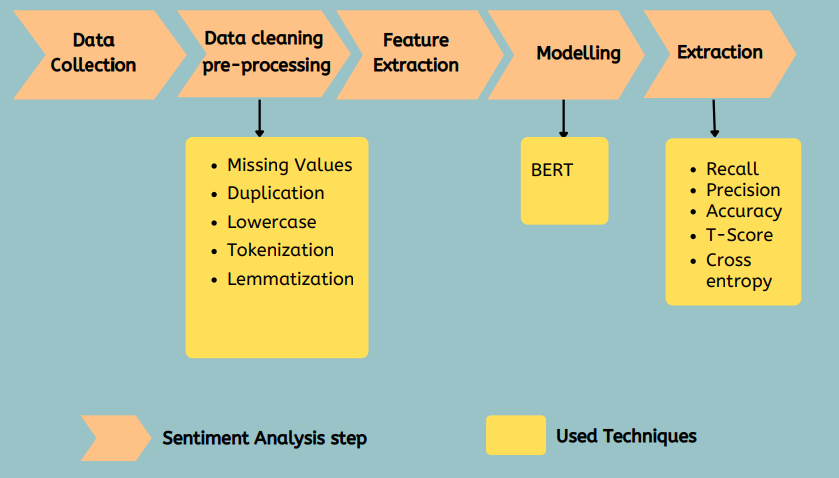 Data
Collection
Data cleaning
pre-processing
Feature
Extraction
Modelling
Extraction
• Missing Values
• Duplication
• Lowercase
• Tokenization
• Lemmatization
BERT
• Recall
• Precision
• Accuracy
• T-Score
• Cross
entropy
Sentiment Analysis step
Used Techniques